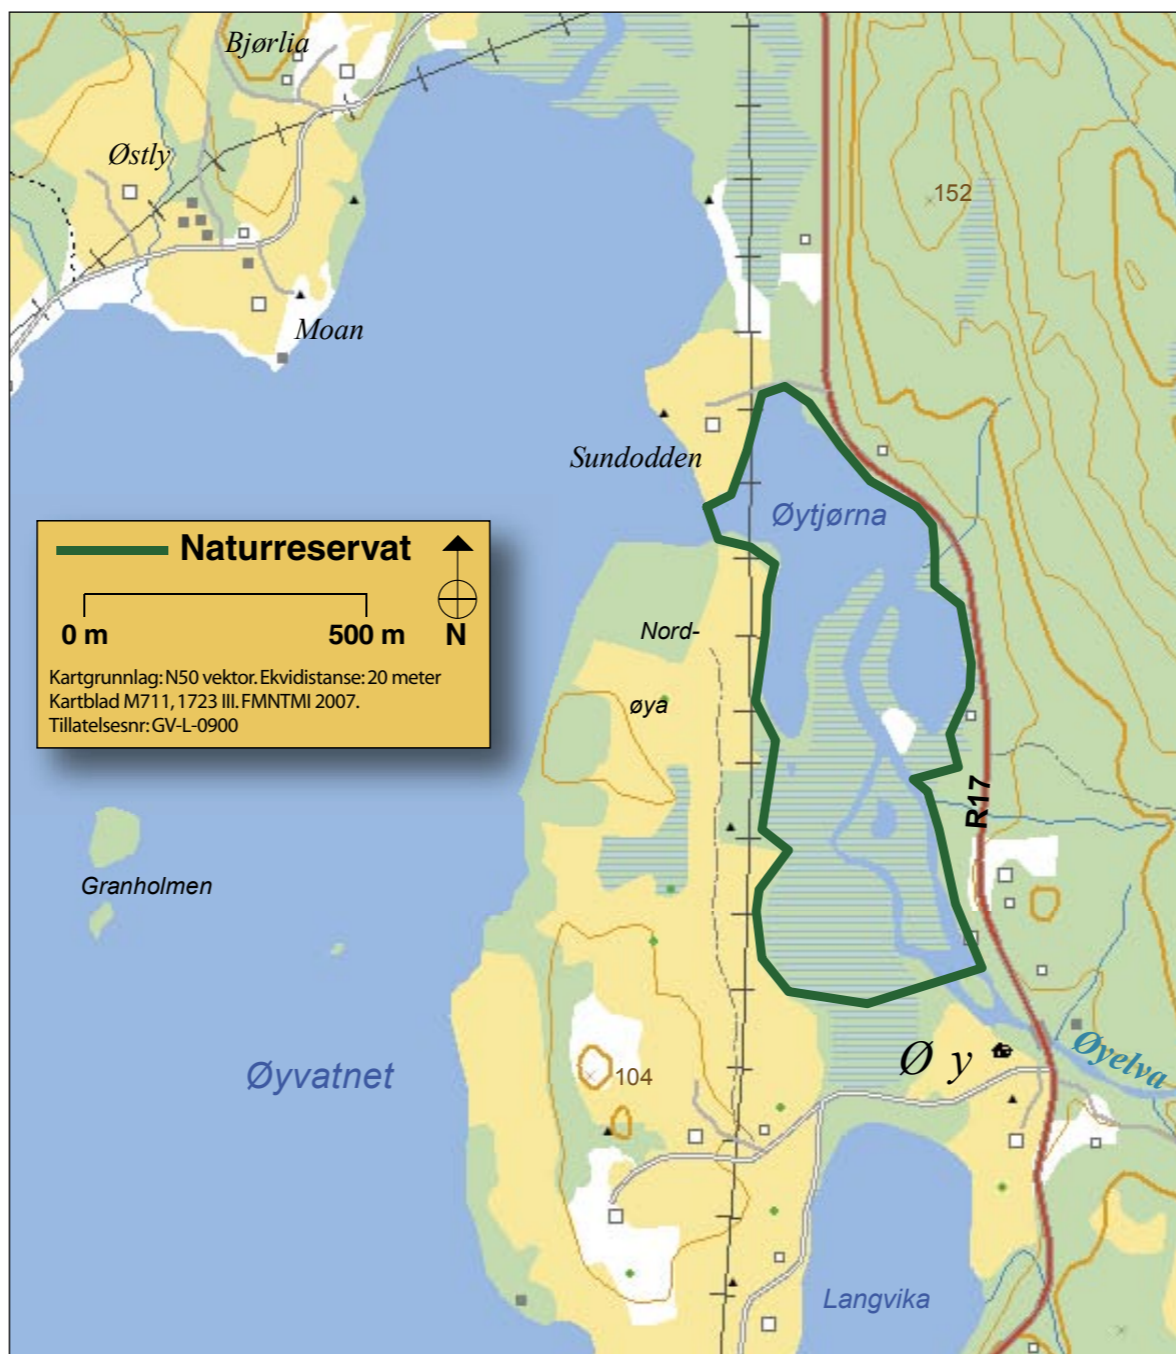 Bjørlia
Østly
152
Moan
Sundodden
Øytjørna
Naturreservat
0 m 500 m N
Kartgrunnlag: N50 vektor. Ekvidistanse: 20 meter
Kartblad M711, 1723 III. FMNTMI 2007.
Tillatelsesnr: GV-L-0900
Nord-
øya
R17
Granholmen
Øyvatnet
104
Øy
Øyelva
Langvika